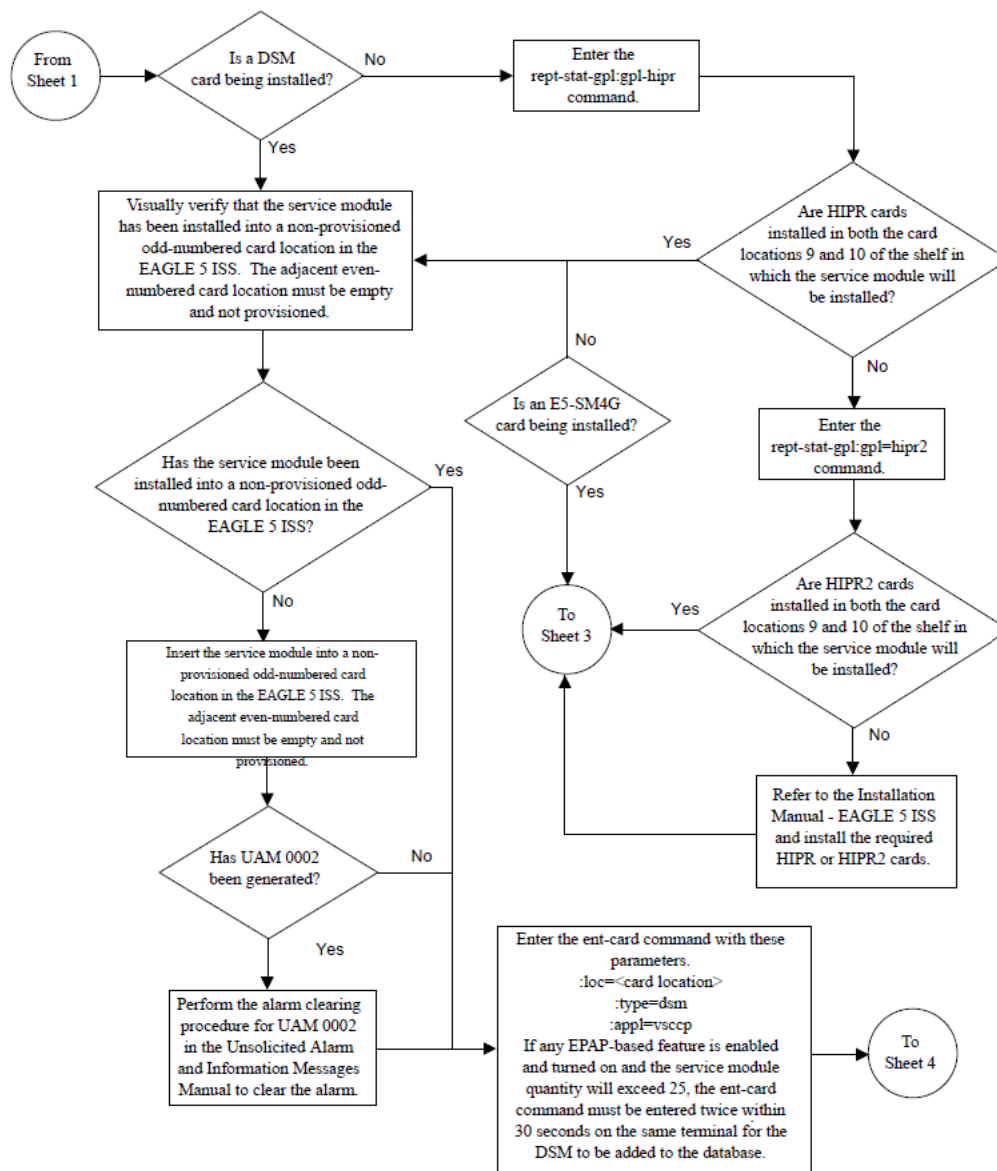 From
Sheet 1
Is a DSM
card being installed?
No
Enter the
rept-stat-gpl:gpl-hipr
command.
Yes
Visually verify that the service module
has been installed into a non-provisioned
odd-numbered card location in the
EAGLE 5 ISS.  The adjacent even-
numbered card location must be empty
and not provisioned.
Yes
Are HIPR cards
installed in both the card
locations 9 and 10 of the shelf in
which the service module will
be installed?
No
No
Is an E5-SM4G
card being installed?
Yes
Enter the
rept-stat-gpl:gpl=hipr2
command.
Has the service module been
installed into a non-provisioned odd-
numbered card location in the
EAGLE 5 ISS?
Yes
No
To
Sheet 3
Yes
Are HIPR2 cards
installed in both the card
locations 9 and 10 of the shelf in
which the service module will
be installed?
No
Insert the service module into a non-
provisioned odd-numbered card
location in the EAGLE 5 ISS.  The
adjacent even-numbered card
location must be empty and not
provisioned.
Refer to the Installation
Manual - EAGLE 5 ISS
and install the required
HIPR or HIPR2 cards.
Has UAM 0002
been generated?
No
Yes
Perform the alarm clearing
procedure for UAM 0002
in the Unsolicited Alarm
and Information Messages
Manual to clear the alarm.
Enter the ent-card command with these
parameters.
:loc=<card location>
:type=dsm
:appl=vsccp
If any EPAP-based feature is enabled
and turned on and the service module
quantity will exceed 25, the ent-card
command must be entered twice within
30 seconds on the same terminal for the
DSM to be added to the database.
To
Sheet 4